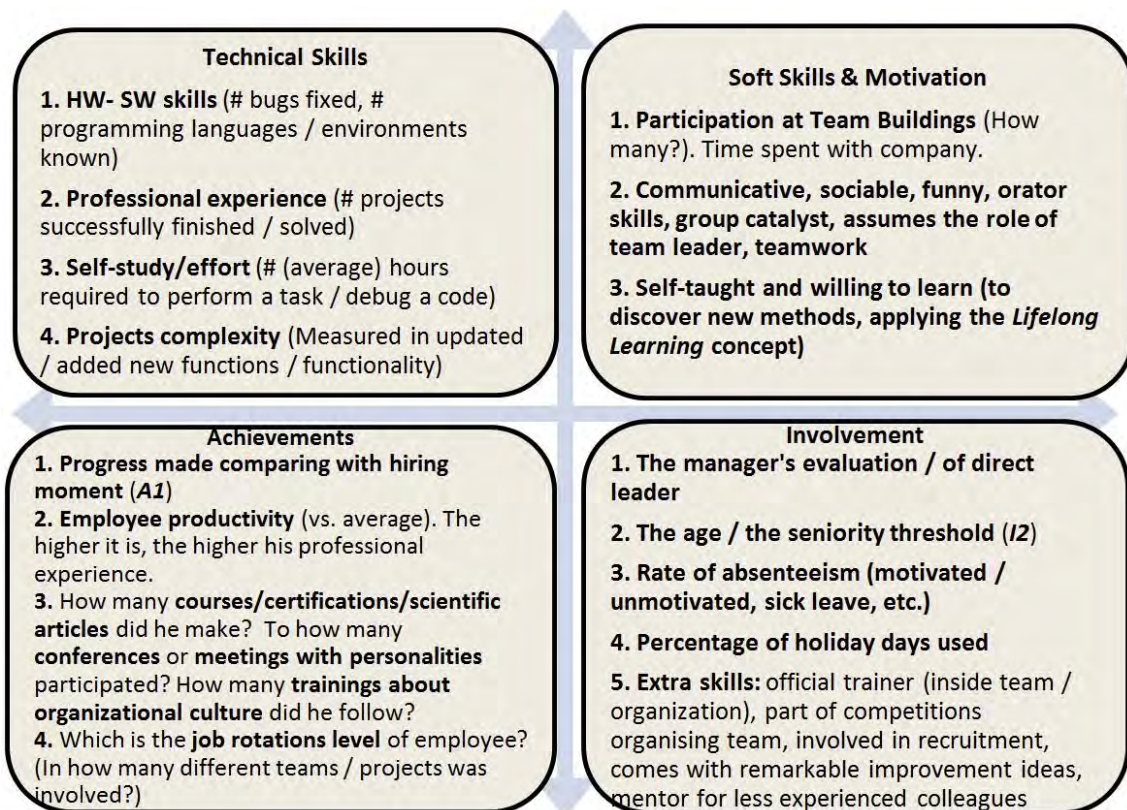 Technical Skills
1. HW- SW skills (# bugs fixed, #
programming languages / environments
known)
2. Professional experience (# projects
successfully finished / solved)
3. Self-study/effort (# (average) hours
required to perform a task / debug a code)
4. Projects complexity (Measured in updated
/ added new functions / functionality)
Soft Skills & Motivation
1. Participation at Team Buildings (How
many?). Time spent with company.
2. Communicative, sociable, funny, orator
skills, group catalyst, assumes the role of
team leader, teamwork
3. Self-taught and willing to learn (to
discover new methods, applying the Lifelong
Learning concept)
Achievements
1. Progress made comparing with hiring
moment (A1)
2. Employee productivity (vs. average). The
higher it is, the higher his professional
experience.
3. How many courses/certifications/scientific
articles did he make? To how many
conferences or meetings with personalities
participated? How many trainings about
organizational culture did he follow?
4. Which is the job rotations level of employee?
(In how many different teams / projects was
involved?)
Involvement
1. The manager's evaluation / of direct
leader
2. The age / the seniority threshold (I2)
3. Rate of absenteeism (motivated /
unmotivated, sick leave, etc.)
4. Percentage of holiday days used
5. Extra skills: official trainer (inside team /
organization), part of competitions
organising team, involved in recruitment,
comes with remarkable improvement ideas,
mentor for less experienced colleagues